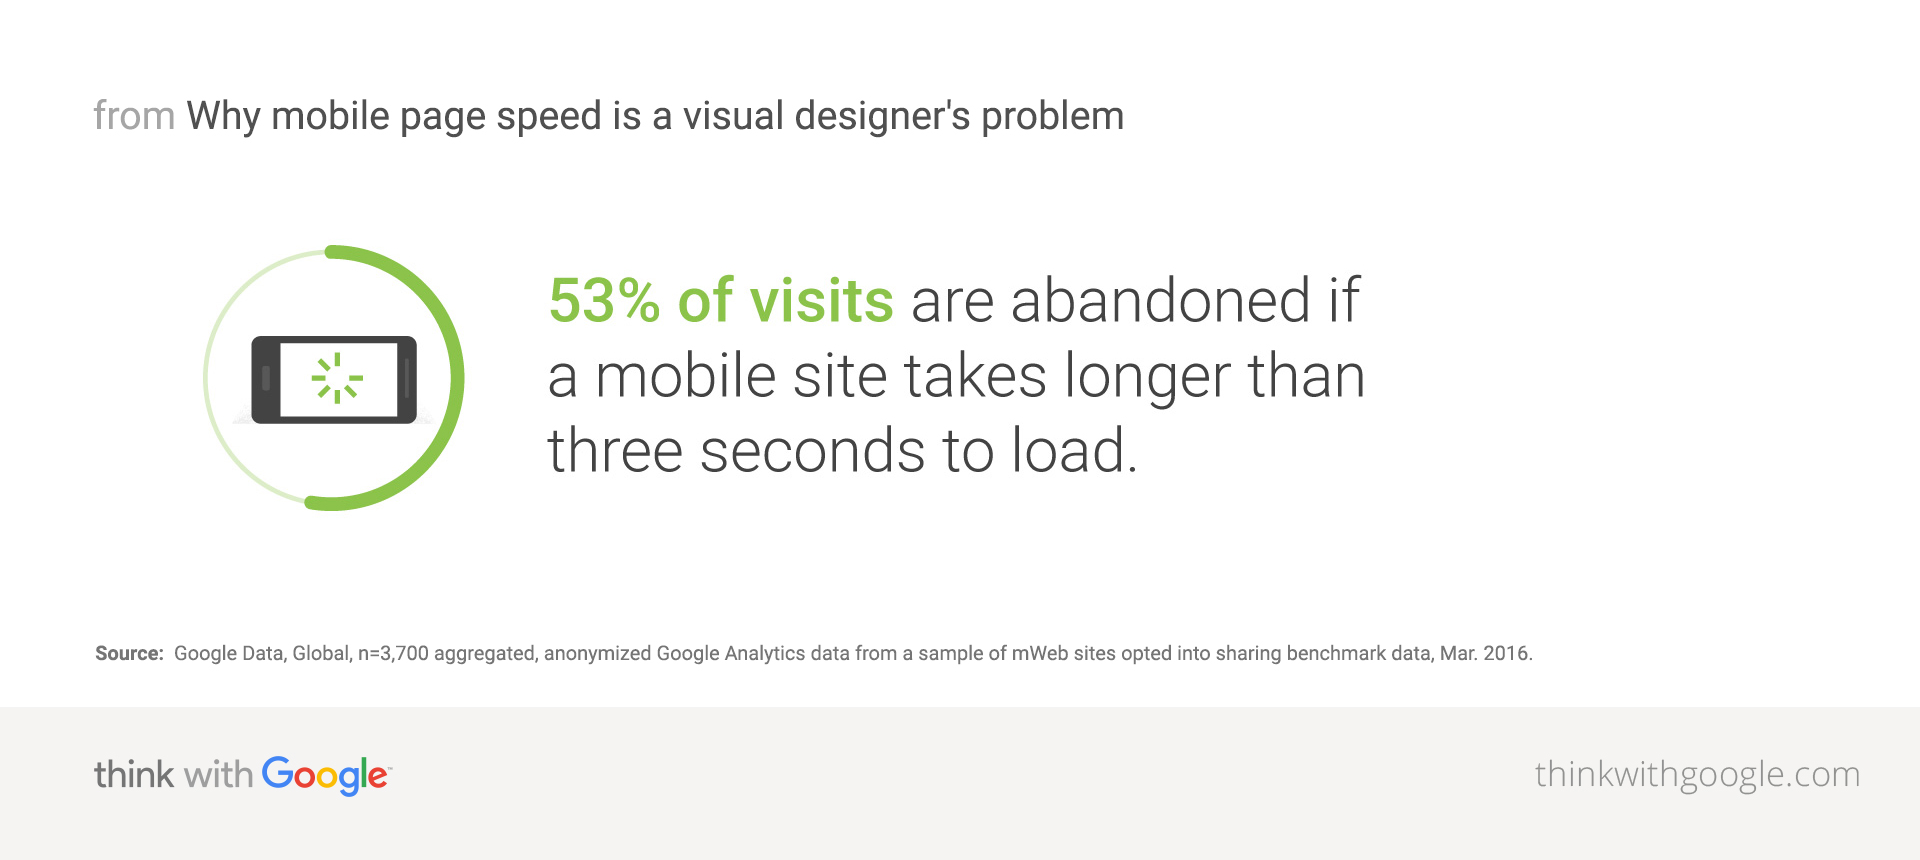 from Why mobile page speed is a visual designer's problem
53% of visits are abandoned if
a mobile site takes longer than
three seconds to load.
Source: Google Data, Global, n=3,700 aggregated, anonymized Google Analytics data from a sample of mWeb sites opted into sharing benchmark data, Mar. 2016.
think with Google™
thinkwithgoogle.com